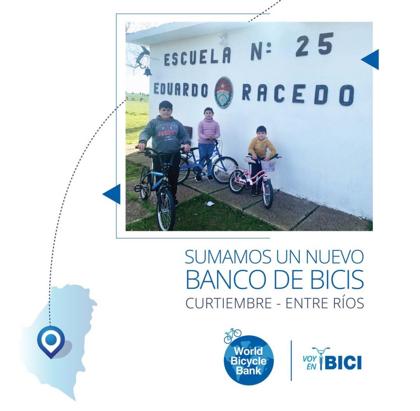 ESCUELA Nº 25
EDUARDO RACEDO
SUMAMOS UN NUEVO
BANCO DE BICIS
CURTIEMBRE - ENTRE RÍOS
World
Bicycle
Bank
VOY
EN BICI